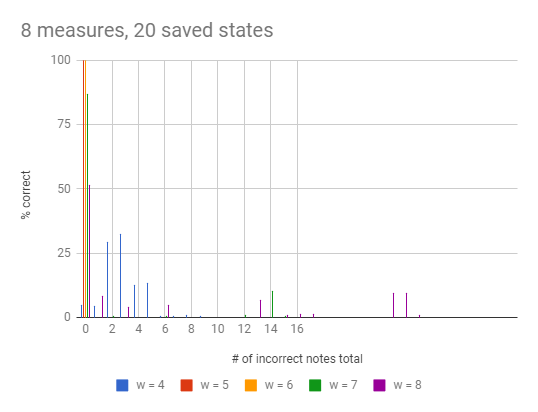 8 measures, 20 saved states
100
75
50
25
0
% correct
0 2 4 6 8 10 12 14 16
# of incorrect notes total
w = 4 w = 5 w = 6 w = 7 w = 8